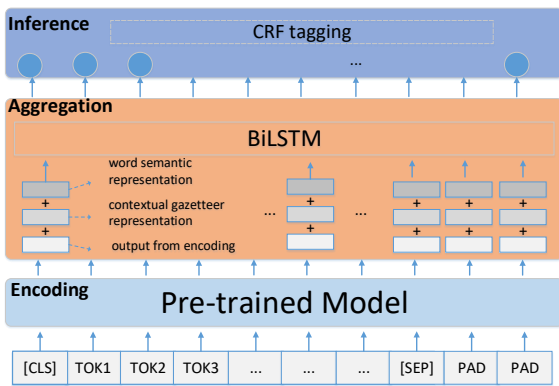 Inference
CRF tagging
...
Aggregation
BiLSTM
word semantic
representation
+ contextual gazetteer + + + +
representation
... ...
+ output from encoding + + + +
Encoding
Pre-trained Model
[CLS] TOK1 TOK2 TOK3 ... ... ... [SEP] PAD PAD